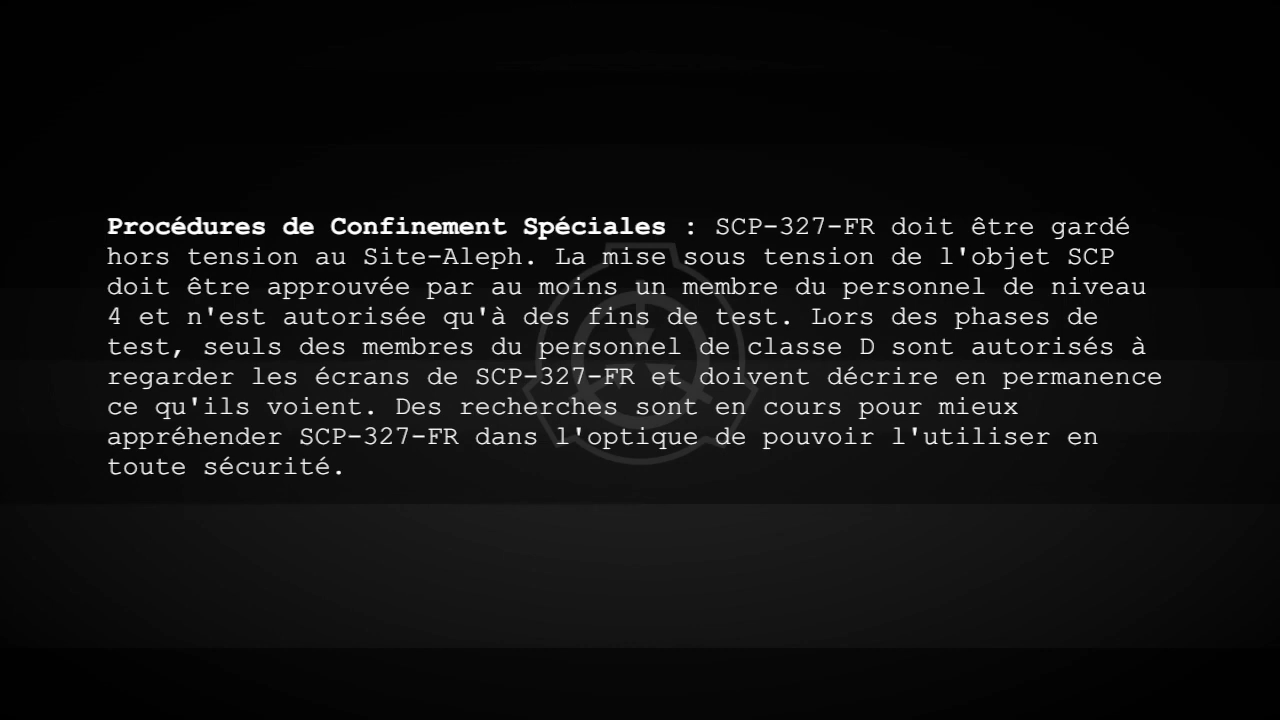 Procédures de Confinement Spéciales : SCP-327-FR doit être gardé
hors tension au Site-Aleph. La mise sous tension de l'objet SCP
doit être approuvée par au moins un membre du personnel de niveau
4 et n'est autorisée qu'à des fins de test. Lors des phases de
test, seuls des membres du personnel de classe D sont autorisés à
regarder les écrans de SCP-327-FR et doivent décrire en permanence
ce qu'ils voient. Des recherches sont en cours pour mieux
appréhender SCP-327-FR dans l'optique de pouvoir l'utiliser en
toute sécurité.